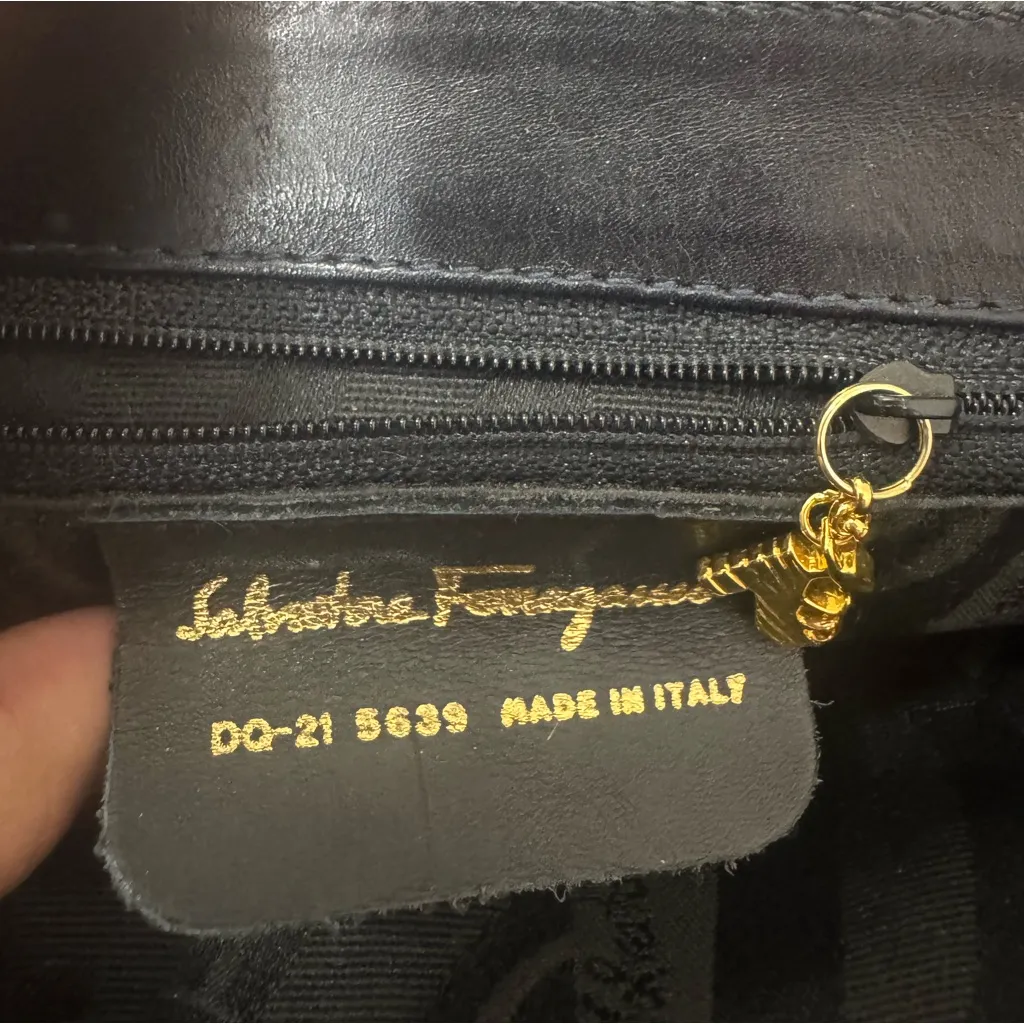 Salvatore Ferragamo
DQ-21 5639 MADE IN ITALY